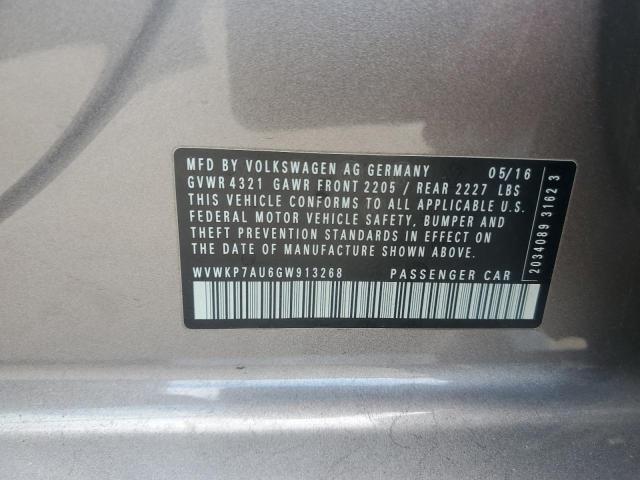 MFD BY VOLKSWAGEN AG GERMANY 05/16
GVWR 4321 GAWR FRONT 2205 / REAR 2227 LBS
THIS VEHICLE CONFORMS TO ALL APPLICABLE U.S.
FEDERAL MOTOR VEHICLE SAFETY, BUMPER AND
THEFT PREVENTION STANDARDS IN EFFECT ON
THE DATE OF MANUFACTURE SHOWN ABOVE.
WVWKP7AU6GW913268 PASSENGER CAR
2034089 3162 3